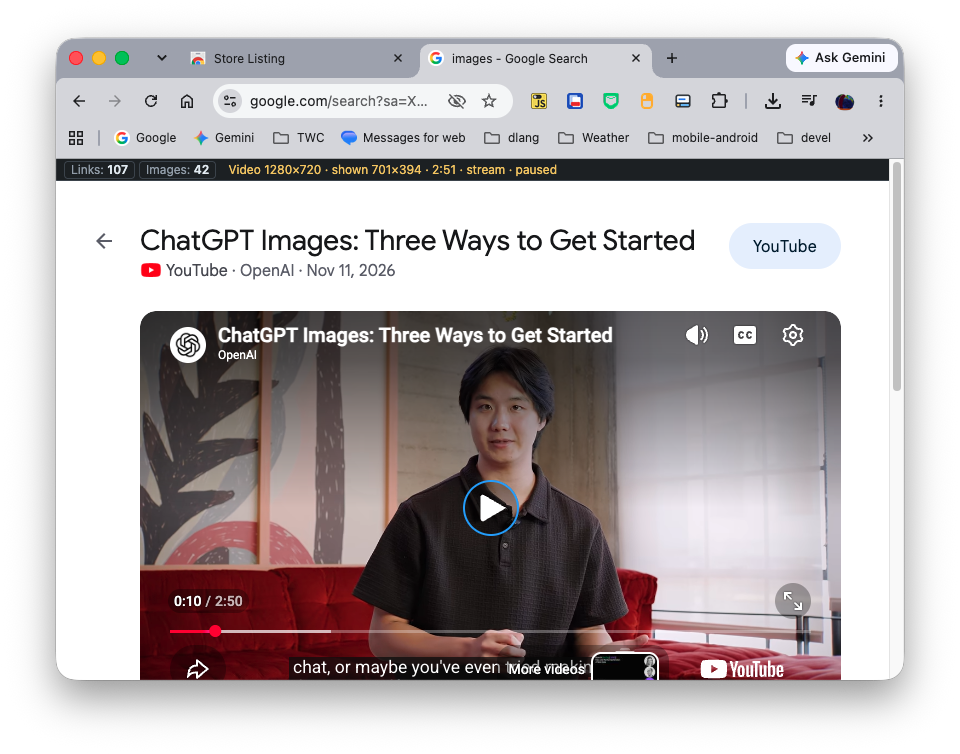 Store Listing
images - Google Search
Ask Gemini
google.com/search?sa=X...
JS
Google
Gemini
TWC
Messages for web
dlang
Weather
mobile-android
devel
Links: 107
Images: 42
Video 1280×720 · shown 701×394 · 2:51 · stream · paused
ChatGPT Images: Three Ways to Get Started
YouTube
YouTube · OpenAI · Nov 11, 2026
ChatGPT Images: Three Ways to Get Started
OpenAI
CC
0:10 / 2:50
chat, or maybe you've even
More videos
YouTube